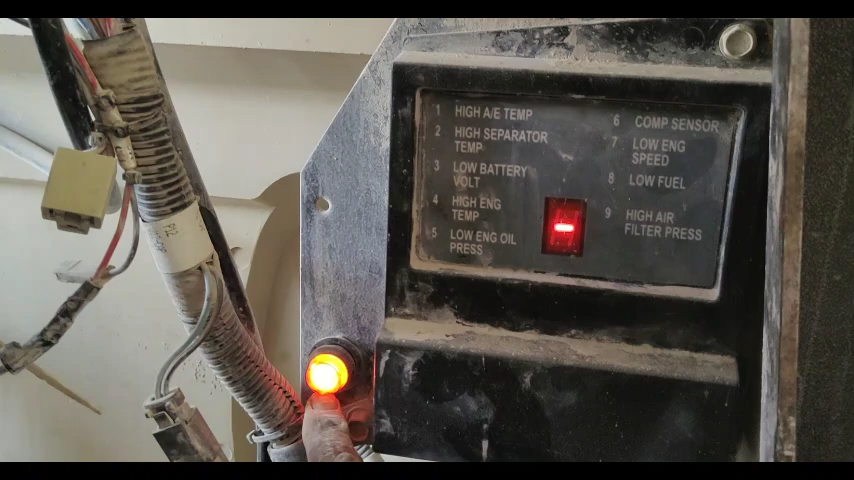 1 HIGH A/E TEMP
2 HIGH SEPARATOR
TEMP
3 LOW BATTERY
VOLT
4 HIGH ENG
TEMP
5 LOW ENG OIL
PRESS
6 COMP SENSOR
7 LOW ENG
SPEED
8 LOW FUEL
9 HIGH AIR
FILTER PRESS
P12